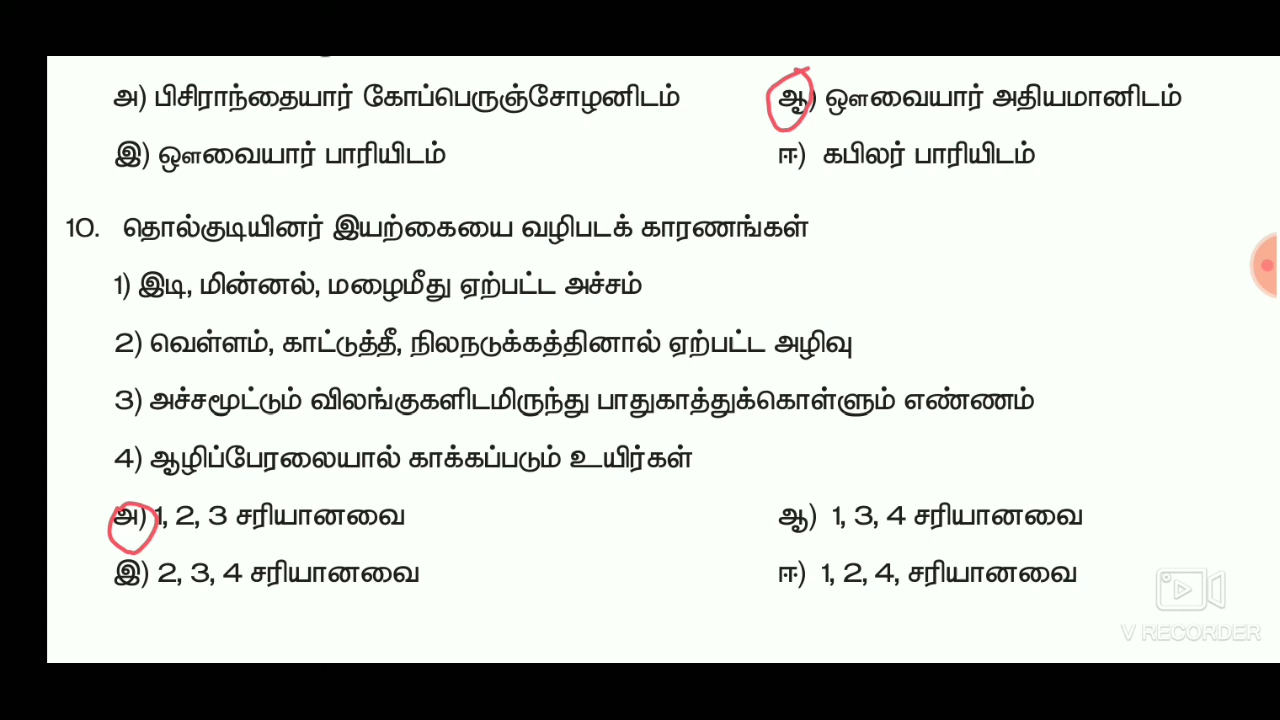 அ) பிசிராந்தையார் கோப்பெருஞ்சோழனிடம் ஆ) ஔவையார் அதியமானிடம்
இ) ஔவையார் பாரியிடம் ஈ) கபிலர் பாரியிடம்
10. தொல்குடியினர் இயற்கையை வழிபடக் காரணங்கள்
1) இடி, மின்னல், மழைமீது ஏற்பட்ட அச்சம்
2) வெள்ளம், காட்டுத்தீ, நிலநடுக்கத்தினால் ஏற்பட்ட அழிவு
3) அச்சமூட்டும் விலங்குகளிடமிருந்து பாதுகாத்துக்கொள்ளும் எண்ணம்
4) ஆழிப்பேரலையால் காக்கப்படும் உயிர்கள்
அ) 1, 2, 3 சரியானவை ஆ) 1, 3, 4 சரியானவை
இ) 2, 3, 4 சரியானவை ஈ) 1, 2, 4, சரியானவை
V RECORDER